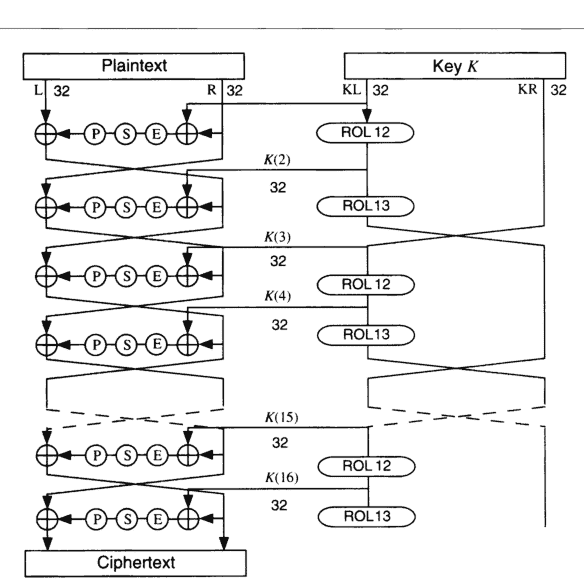 Plaintext
Key K
L 32
R 32
KL 32
KR 32
P S E
ROL 12
K(2)
32
P S E
ROL13
K(3)
32
P S E
ROL 12
K(4)
32
P S E
ROL13
K(15)
32
P S E
ROL 12
K(16)
32
P S E
ROL13
Ciphertext